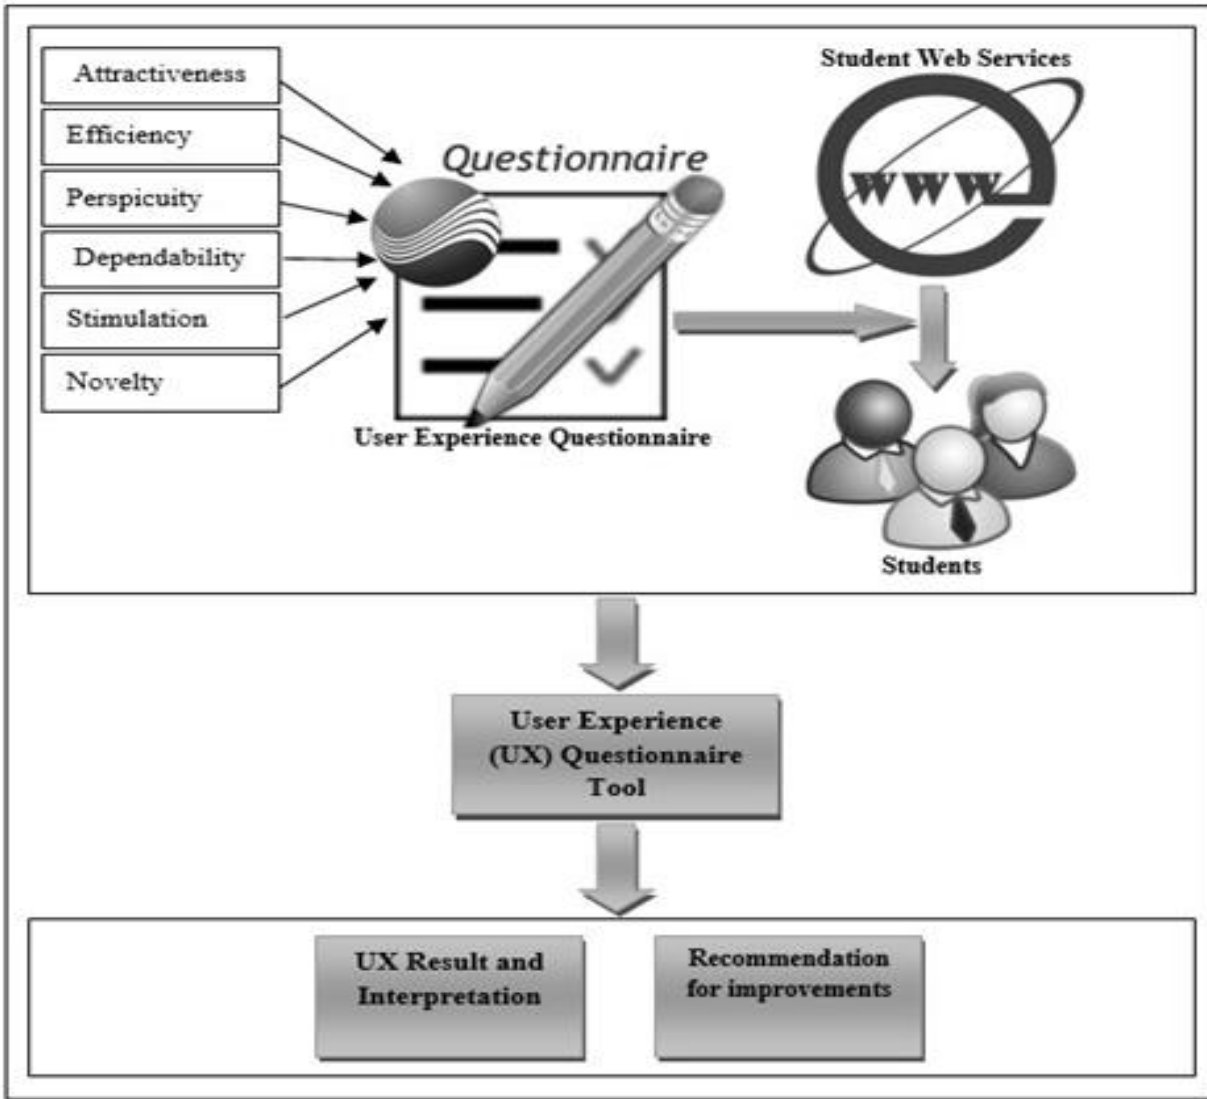 Attractiveness
Efficiency
Perspicuity
Dependability
Stimulation
Novelty
Questionnaire
User Experience Questionnaire
Student Web Services
WWW
Students
User Experience
(UX) Questionnaire
Tool
UX Result and
Interpretation
Recommendation
for improvements